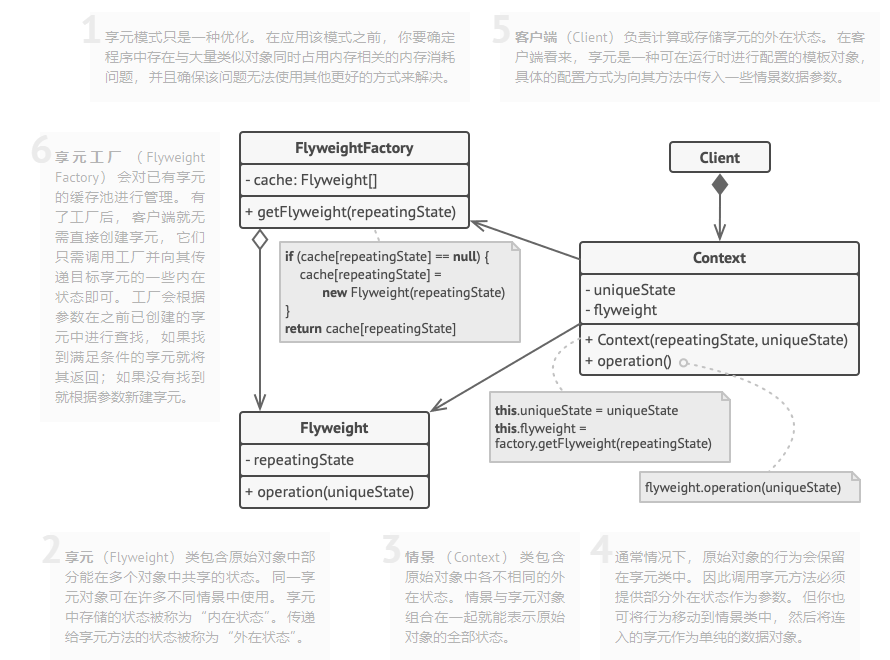 1
享元模式只是一种优化。 在应用该模式之前， 你要确定
程序中存在与大量类似对象同时占用内存相关的内存消耗
问题， 并且确保该问题无法使用其他更好的方式来解决。
5
客户端（Client）负责计算或存储享元的外在状态。 在客
户端看来， 享元是一种可在运行时进行配置的模板对象，
具体的配置方式为向其方法中传入一些情景数据参数。
6
享元工厂（Flyweight
Factory） 会对已有享元
的缓存池进行管理。 有
了工厂后， 客户端就无
需直接创建享元， 它们
只需调用工厂并向其传
递目标享元的一些内在
状态即可。 工厂会根据
参数在之前已创建的享
元中进行查找， 如果找
到满足条件的享元就将
其返回； 如果没有找到
就根据参数新建享元。
FlyweightFactory
- cache: Flyweight[]
+ getFlyweight(repeatingState)
if (cache[repeatingState] == null) {
cache[repeatingState] =
new Flyweight(repeatingState)
}
return cache[repeatingState]
Client
Context
- uniqueState
- flyweight
+ Context(repeatingState, uniqueState)
+ operation()
this.uniqueState = uniqueState
this.flyweight =
factory.getFlyweight(repeatingState)
flyweight.operation(uniqueState)
Flyweight
- repeatingState
+ operation(uniqueState)
2
享元（Flyweight） 类包含原始对象中部
分能在多个对象中共享的状态。 同一享
元对象可在许多不同情景中使用。 享元
中存储的状态被称为 “内在状态”。 传递
给享元方法的状态被称为 “外在状态”。
3
情景（Context） 类包含
原始对象中各不相同的外
在状态。 情景与享元对象
组合在一起就能表示原始
对象的全部状态。
4
通常情况下， 原始对象的行为会保留
在享元类中。 因此调用享元方法必须
提供部分外在状态作为参数。 但你也
可将行为移动到情景类中， 然后将连
入的享元作为单纯的数据对象。